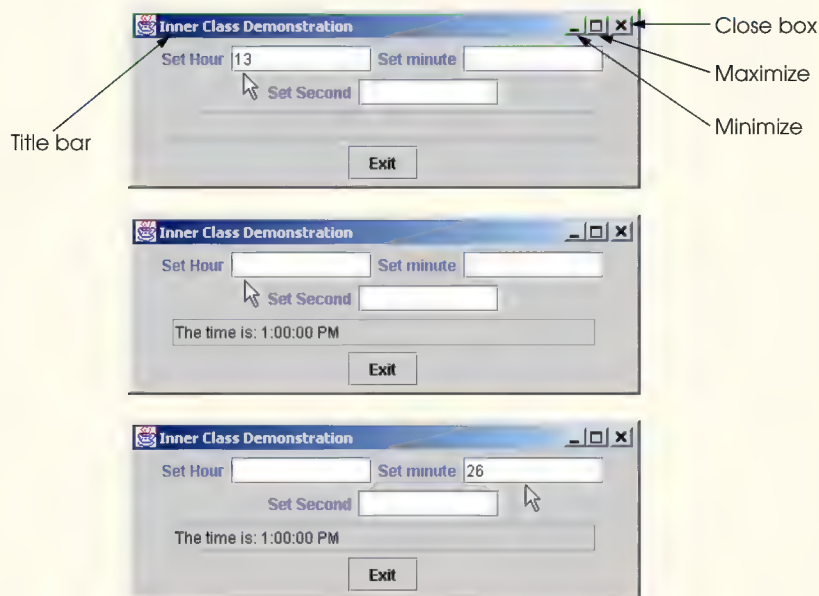 Inner Class Demonstration
Close box
Set Hour 13 Set minute
Maximize
Set Second
Minimize
Title bar
Exit
Inner Class Demonstration
Set Hour Set minute
Set Second
The time is: 1:00:00 PM
Exit
Inner Class Demonstration
Set Hour Set minute 26
Set Second
The time is: 1:00:00 PM
Exit